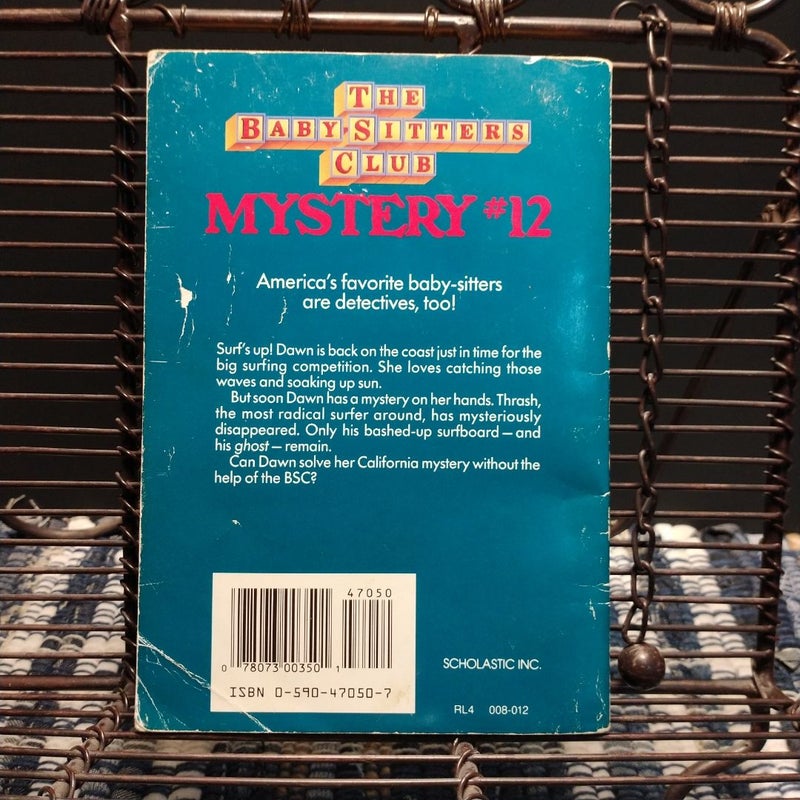 THE
BABY-SITTERS
CLUB
MYSTERY #12
America's favorite baby-sitters
are detectives, too!
Surf's up! Dawn is back on the coast just in time for the
big surfing competition. She loves catching those
waves and soaking up sun.
But soon Dawn has a mystery on her hands. Thrash,
the most radical surfer around, has mysteriously
disappeared. Only his bashed-up surfboard — and
his ghost — remain.
Can Dawn solve her California mystery without the
help of the BSC?
47050
0 78073 00350 1
ISBN 0-590-47050-7
SCHOLASTIC INC.
RL4 008-012